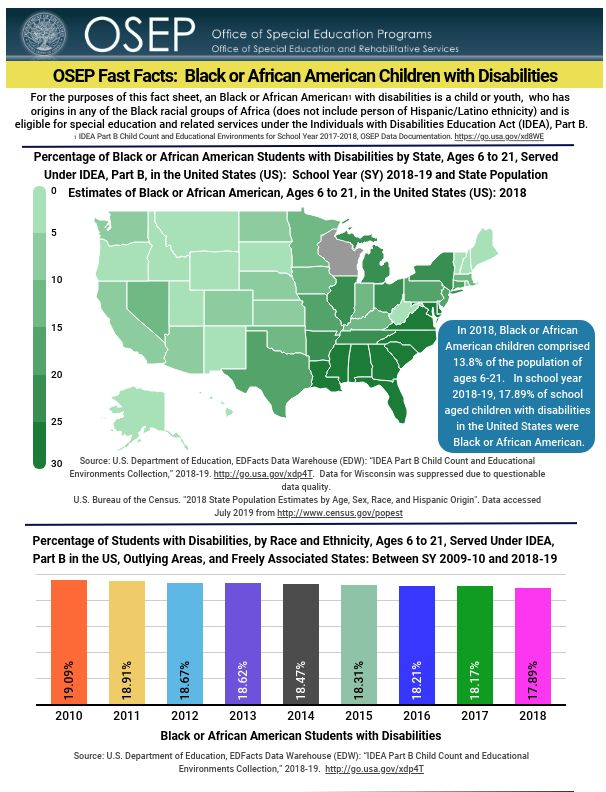 OSEP
Office of Special Education Programs
Office of Special Education and Rehabilitative Services
OSEP Fast Facts: Black or African American Children with Disabilities
For the purposes of this fact sheet, an Black or African American1 with disabilities is a child or youth, who has
origins in any of the Black racial groups of Africa (does not include person of Hispanic/Latino ethnicity) and is
eligible for special education and related services under the Individuals with Disabilities Education Act (IDEA), Part B.
1 IDEA Part B Child Count and Educational Environments for School Year 2017-2018, OSEP Data Documentation. https://go.usa.gov/xd8WE
Percentage of Black or African American Students with Disabilities by State, Ages 6 to 21, Served
Under IDEA, Part B, in the United States (US): School Year (SY) 2018-19 and State Population
Estimates of Black or African American, Ages 6 to 21, in the United States (US): 2018
0
5
10
15
20
25
30
In 2018, Black or African
American children comprised
13.8% of the population of
ages 6-21. In school year
2018-19, 17.89% of school
aged children with disabilities
in the United States were
Black or African American.
Source: U.S. Department of Education, EDFacts Data Warehouse (EDW): "IDEA Part B Child Count and Educational
Environments Collection," 2018-19. http://go.usa.gov/xdp4T. Data for Wisconsin was suppressed due to questionable
data quality.
U.S. Bureau of the Census. "2018 State Population Estimates by Age, Sex, Race, and Hispanic Origin". Data accessed
July 2019 from http://www.census.gov/popest
Percentage of Students with Disabilities, by Race and Ethnicity, Ages 6 to 21, Served Under IDEA,
Part B in the US, Outlying Areas, and Freely Associated States: Between SY 2009-10 and 2018-19
19.09% 18.91% 18.67% 18.62% 18.47% 18.31% 18.21% 18.17% 17.89%
2010 2011 2012 2013 2014 2015 2016 2017 2018
Black or African American Students with Disabilities
Source: U.S. Department of Education, EDFacts Data Warehouse (EDW): "IDEA Part B Child Count and Educational
Environments Collection," 2018-19. http://go.usa.gov/xdp4T